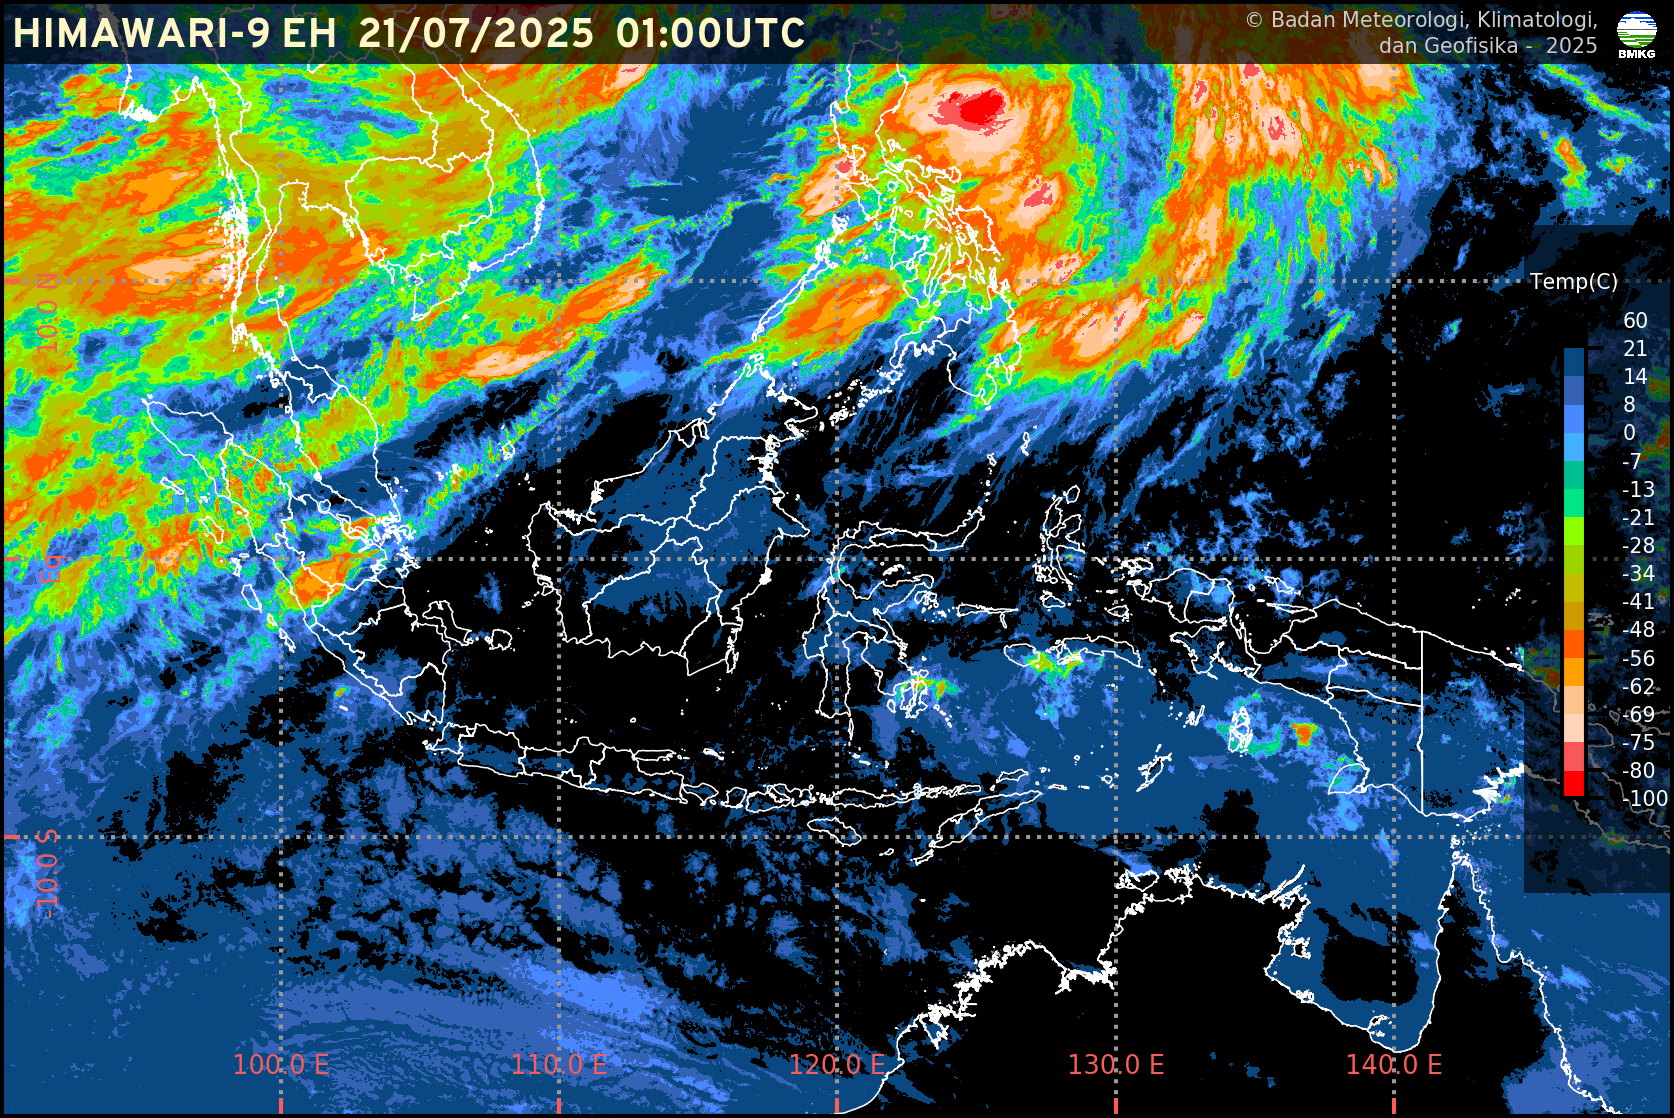 HIMAWARI-9 EH 21/07/2025 01:00UTC
© Badan Meteorologi, Klimatologi,
dan Geofisika - 2025
BMKG
Temp(C)
60
21
14
8
0
-7
-13
-21
-28
-34
-41
-48
-56
-62
-69
-75
-80
-100
10.0 N
Eq
-10.0 S
100.0 E
110.0 E
120.0 E
130.0 E
140.0 E